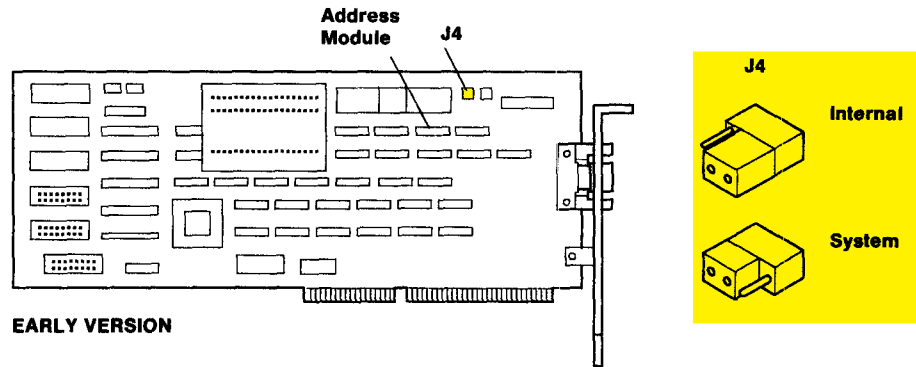 Address
Module
J4
J4
Internal
System
EARLY VERSION